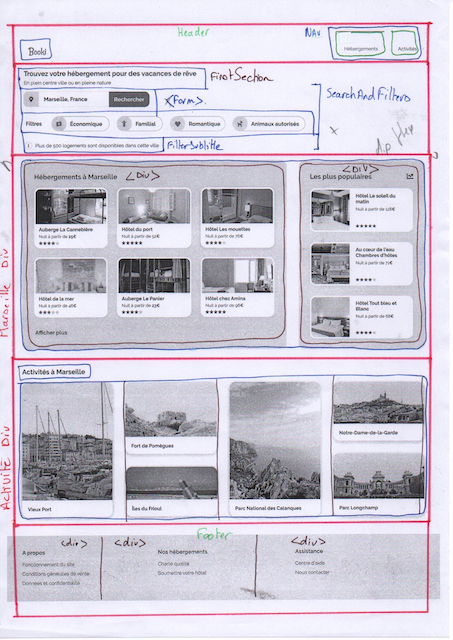 Header
Nav
Booki
Hébergements
Activités
Trouvez votre hébergement pour des vacances de rêve
En plein centre ville ou en pleine nature
FirstSection
Marseille, France
Rechercher
<Form>
SearchAndFilters
Filtres
Économique
Familial
Romantique
Animaux autorisés
Plus de 500 logements sont disponibles dans cette ville
FilterSubtitle
Marseille Div
Hébergements à Marseille
<Div>
Auberge La Cannebière
Nuit à partir de 25€
Hôtel du port
Nuit à partir de 52€
Hôtel Les mouettes
Nuit à partir de 76€
Hôtel de la mer
Nuit à partir de 46€
Auberge Le Panier
Nuit à partir de 23€
Hôtel chez Amina
Nuit à partir de 96€
Afficher plus
<Div>
Les plus populaires
Hôtel Le soleil du
matin
Nuit à partir de 128€
Au cœur de l'eau
Chambres d'hôtes
Nuit à partir de 71€
Hôtel Tout bleu et
Blanc
Nuit à partir de 68€
Activité Div
Activités à Marseille
Vieux Port
Fort de Pomègues
Îles du Frioul
Parc National des Calanques
Notre-Dame-de-la-Garde
Parc Longchamp
Footer
<div>
A propos
Fonctionnement du site
Conditions générales de vente
Données et confidentialité
<div>
Nos hébergements
Charte qualité
Soumettre votre hôtel
<div>
Assistance
Centre d'aide
Nous contacter